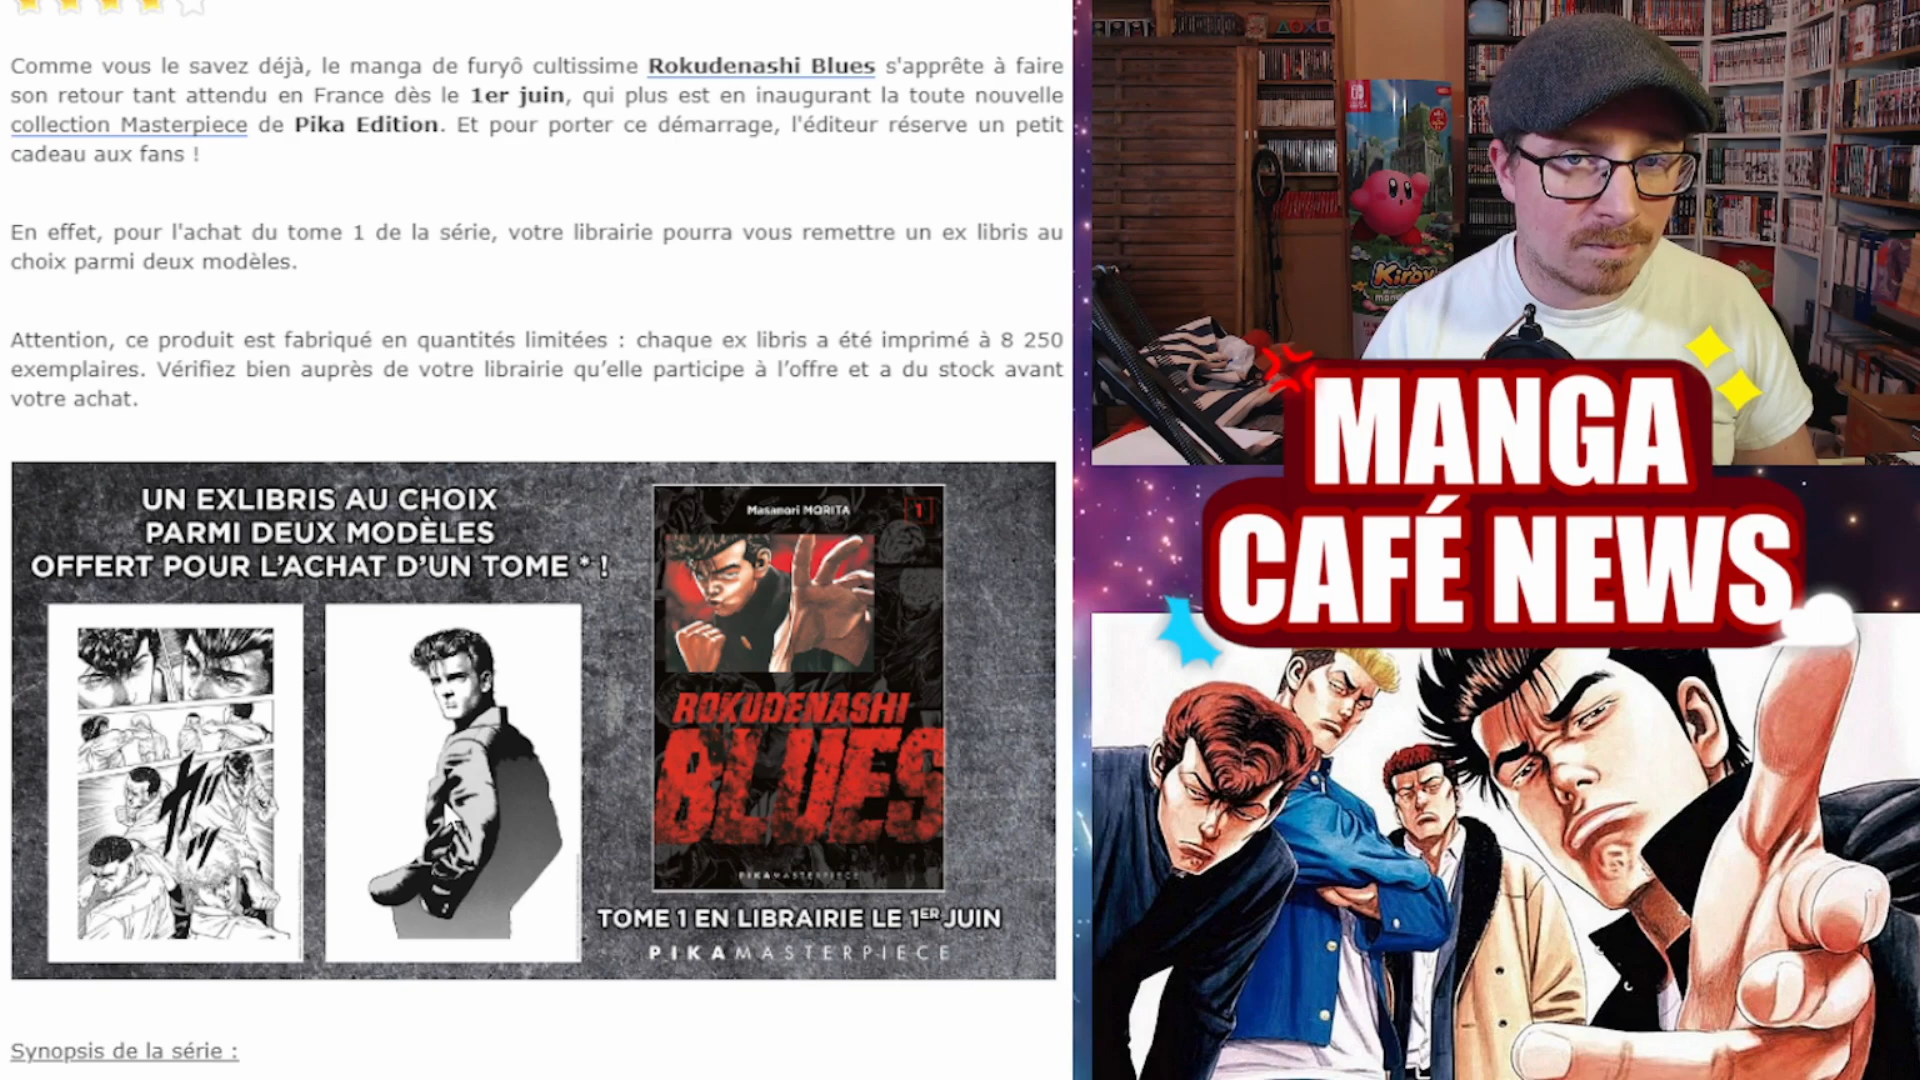 Comme vous le savez déjà, le manga de furyô cultissime Rokudenashi Blues s'apprête à faire
son retour tant attendu en France dès le 1er juin, qui plus est en inaugurant la toute nouvelle
collection Masterpiece de Pika Edition. Et pour porter ce démarrage, l'éditeur réserve un petit
cadeau aux fans !
En effet, pour l'achat du tome 1 de la série, votre librairie pourra vous remettre un ex libris au
choix parmi deux modèles.
Attention, ce produit est fabriqué en quantités limitées : chaque ex libris a été imprimé à 8 250
exemplaires. Vérifiez bien auprès de votre librairie qu’elle participe à l’offre et a du stock avant
votre achat.
UN EXLIBRIS AU CHOIX
PARMI DEUX MODÈLES
OFFERT POUR L'ACHAT D'UN TOME * !
Masanori MORITA
1
ROKUDENASHI
BLUES
PIKAMASTERPIECE
TOME 1 EN LIBRAIRIE LE 1ER JUIN
PIKAMASTERPIECE
Synopsis de la série :
Kirby
MANGA
CAFÉ NEWS